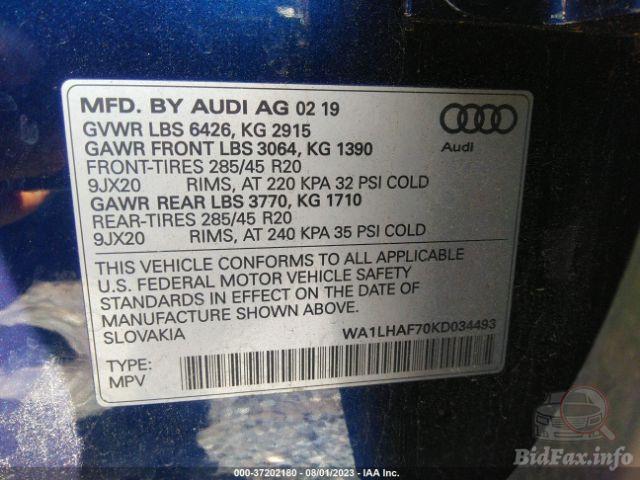 MFD. BY AUDI AG 02 19
GVWR LBS 6426, KG 2915
GAWR FRONT LBS 3064, KG 1390
FRONT-TIRES 285/45 R20
9JX20 RIMS, AT 220 KPA 32 PSI COLD
GAWR REAR LBS 3770, KG 1710
REAR-TIRES 285/45 R20
9JX20 RIMS, AT 240 KPA 35 PSI COLD
Audi
THIS VEHICLE CONFORMS TO ALL APPLICABLE
U.S. FEDERAL MOTOR VEHICLE SAFETY
STANDARDS IN EFFECT ON THE DATE OF
MANUFACTURE SHOWN ABOVE.
SLOVAKIA WA1LHAF70KD034493
TYPE:
MPV
BidFax.info
000-37202180 - 08/01/2023 - IAA Inc.